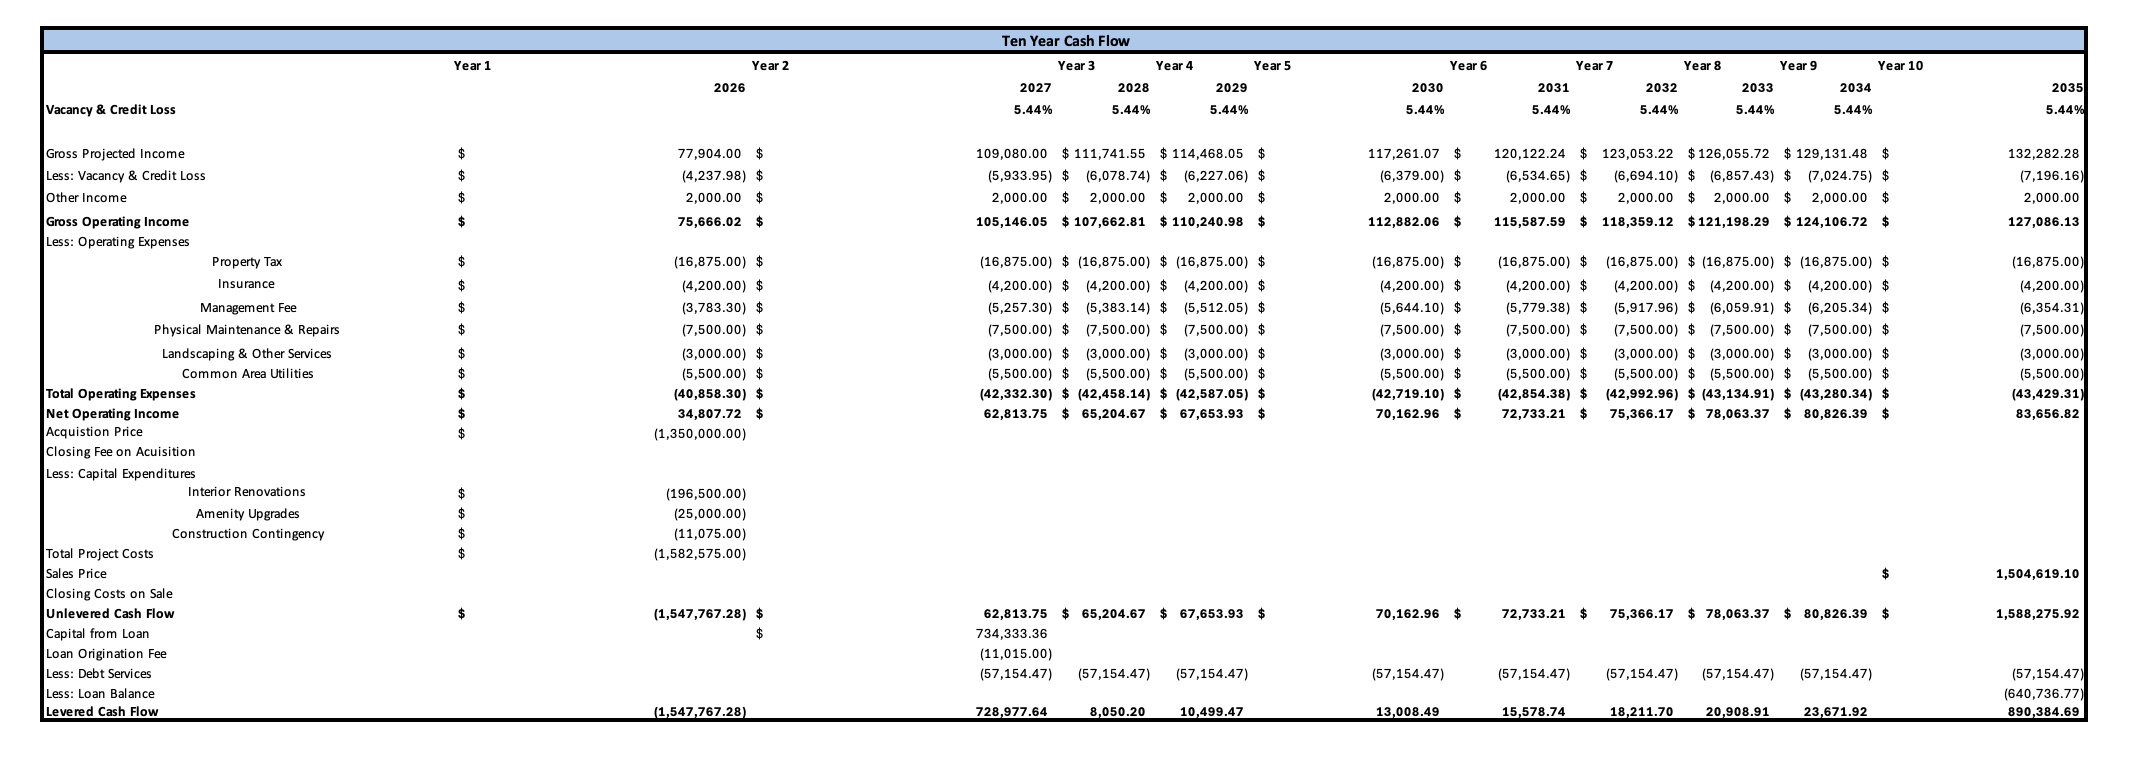 Ten Year Cash Flow
Year 1 Year 2 Year 3 Year 4 Year 5 Year 6 Year 7 Year 8 Year 9 Year 10
2026 2027 2028 2029 2030 2031 2032 2033 2034 2035
Vacancy & Credit Loss 5.44% 5.44% 5.44% 5.44% 5.44% 5.44% 5.44% 5.44% 5.44%
Gross Projected Income $ 77,904.00 $ 109,080.00 $ 111,741.55 $ 114,468.05 $ 117,261.07 $ 120,122.24 $ 123,053.22 $ 126,055.72 $ 129,131.48 $ 132,282.28
Less: Vacancy & Credit Loss $ (4,237.98) $ (5,933.95) $ (6,078.74) $ (6,227.06) $ (6,379.00) $ (6,534.65) $ (6,694.10) $ (6,857.43) $ (7,024.75) $ (7,196.16)
Other Income $ 2,000.00 $ 2,000.00 $ 2,000.00 $ 2,000.00 $ 2,000.00 $ 2,000.00 $ 2,000.00 $ 2,000.00 $ 2,000.00 $ 2,000.00
Gross Operating Income $ 75,666.02 $ 105,146.05 $ 107,662.81 $ 110,240.98 $ 112,882.06 $ 115,587.59 $ 118,359.12 $ 121,198.29 $ 124,106.72 $ 127,086.13
Less: Operating Expenses
Property Tax $ (16,875.00) $ (16,875.00) $ (16,875.00) $ (16,875.00) $ (16,875.00) $ (16,875.00) $ (16,875.00) $ (16,875.00) $ (16,875.00) $ (16,875.00)
Insurance $ (4,200.00) $ (4,200.00) $ (4,200.00) $ (4,200.00) $ (4,200.00) $ (4,200.00) $ (4,200.00) $ (4,200.00) $ (4,200.00) $ (4,200.00)
Management Fee $ (3,783.30) $ (5,257.30) $ (5,383.14) $ (5,512.05) $ (5,644.10) $ (5,779.38) $ (5,917.96) $ (6,059.91) $ (6,205.34) $ (6,354.31)
Physical Maintenance & Repairs $ (7,500.00) $ (7,500.00) $ (7,500.00) $ (7,500.00) $ (7,500.00) $ (7,500.00) $ (7,500.00) $ (7,500.00) $ (7,500.00) $ (7,500.00)
Landscaping & Other Services $ (3,000.00) $ (3,000.00) $ (3,000.00) $ (3,000.00) $ (3,000.00) $ (3,000.00) $ (3,000.00) $ (3,000.00) $ (3,000.00) $ (3,000.00)
Common Area Utilities $ (5,500.00) $ (5,500.00) $ (5,500.00) $ (5,500.00) $ (5,500.00) $ (5,500.00) $ (5,500.00) $ (5,500.00) $ (5,500.00) $ (5,500.00)
Total Operating Expenses $ (40,858.30) $ (42,332.30) $ (42,458.14) $ (42,587.05) $ (42,719.10) $ (42,854.38) $ (42,992.96) $ (43,134.91) $ (43,280.34) $ (43,429.31)
Net Operating Income $ 34,807.72 $ 62,813.75 $ 65,204.67 $ 67,653.93 $ 70,162.96 $ 72,733.21 $ 75,366.17 $ 78,063.37 $ 80,826.39 $ 83,656.82
Acquistion Price $ (1,350,000.00)
Closing Fee on Acuisition
Less: Capital Expenditures
Interior Renovations $ (196,500.00)
Amenity Upgrades $ (25,000.00)
Construction Contingency $ (11,075.00)
Total Project Costs $ (1,582,575.00)
Sales Price $ 1,504,619.10
Closing Costs on Sale
Unlevered Cash Flow $ (1,547,767.28) $ 62,813.75 $ 65,204.67 $ 67,653.93 $ 70,162.96 $ 72,733.21 $ 75,366.17 $ 78,063.37 $ 80,826.39 $ 1,588,275.92
Capital from Loan $ 734,333.36
Loan Origination Fee (11,015.00)
Less: Debt Services (57,154.47) (57,154.47) (57,154.47) (57,154.47) (57,154.47) (57,154.47) (57,154.47) (57,154.47) (57,154.47)
Less: Loan Balance (640,736.77)
Levered Cash Flow (1,547,767.28) 728,977.64 8,050.20 10,499.47 13,008.49 15,578.74 18,211.70 20,908.91 23,671.92 890,384.69